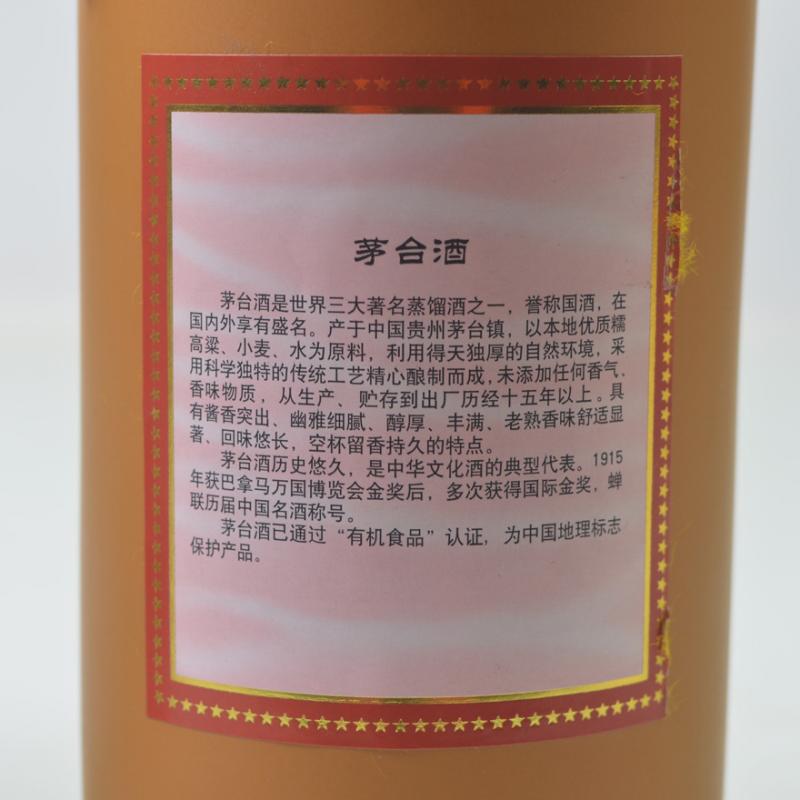 茅台酒
茅台酒是世界三大著名蒸馏酒之一，誉称国酒，在
国内外享有盛名。产于中国贵州茅台镇，以本地优质糯
高粱、小麦、水为原料，利用得天独厚的自然环境，采
用科学独特的传统工艺精心酿制而成，未添加任何香气、
香味物质，从生产、贮存到出厂历经十五年以上。具
有酱香突出、幽雅细腻、醇厚、丰满、老熟香味舒适显
著、回味悠长，空杯留香持久的特点。
茅台酒历史悠久，是中华文化酒的典型代表。1915
年获巴拿马万国博览会金奖后，多次获得国际金奖，蝉
联历届中国名酒称号。
茅台酒已通过“有机食品”认证，为中国地理标志
保护产品。